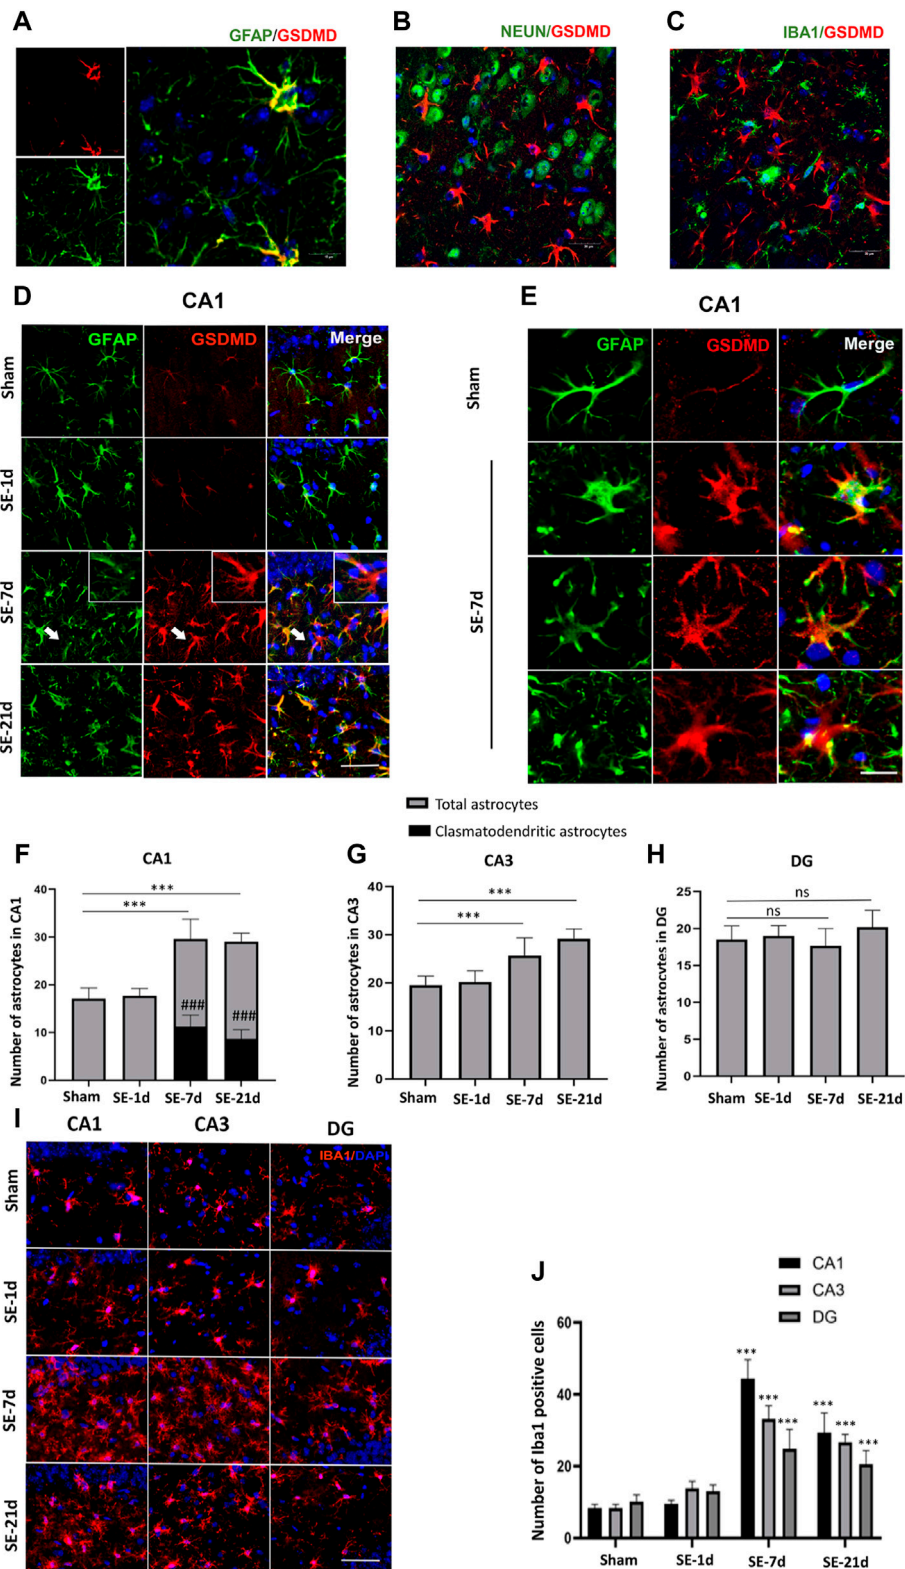 A
GFAP/GSDMD
B
NEUN/GSDMD
C
IBA1/GSDMD
D
CA1
GFAP
GSDMD
Merge
Sham
SE-1d
SE-7d
SE-21d
E
CA1
GFAP
GSDMD
Merge
Sham
SE-7d
Total astrocytes
Clasmatodendritic astrocytes
F
CA1
Number of astrocytes in CA1
40
30
20
10
0
***
***
###
###
Sham
SE-1d
SE-7d
SE-21d
G
CA3
Number of astrocytes in CA3
40
30
20
10
0
***
***
Sham
SE-1d
SE-7d
SE-21d
H
DG
Number of astrocytes in DG
25
20
18
9
5
0
ns
ns
Sham
SE-1d
SE-7d
SE-21d
I
CA1
CA3
DG
IBA1/DAPI
Sham
SE-1d
SE-7d
SE-21d
J
CA1
CA3
DG
Number of Iba1 positive cells
60
40
20
0
***
***
***
***
***
***
Sham
SE-1d
SE-7d
SE-21d